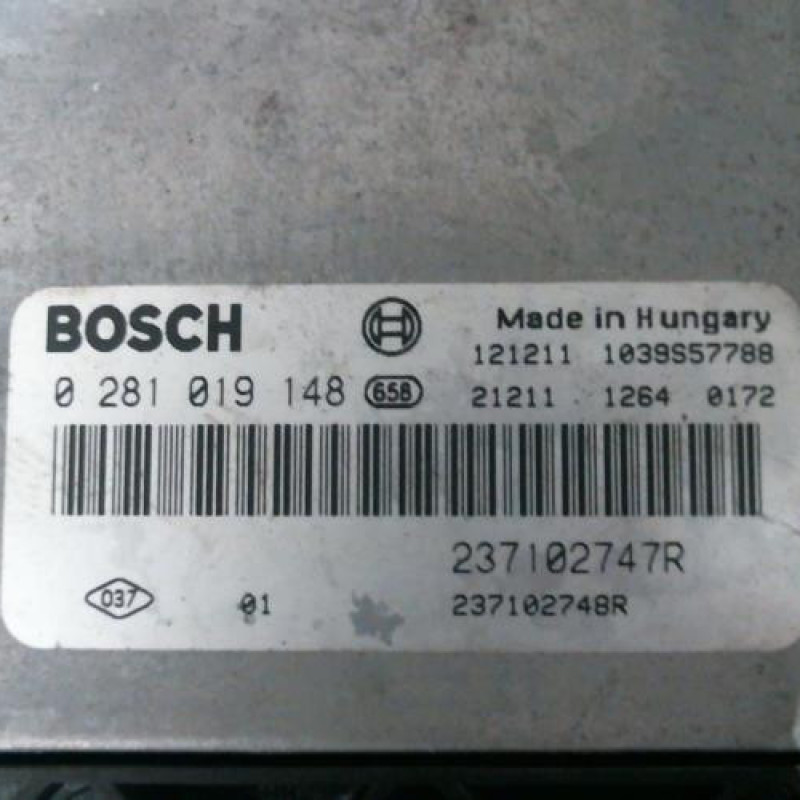 BOSCH
Made in Hungary
121211 1039S57788
0 281 019 148 658
21211 1264 0172
237102747R
037 01 237102748R